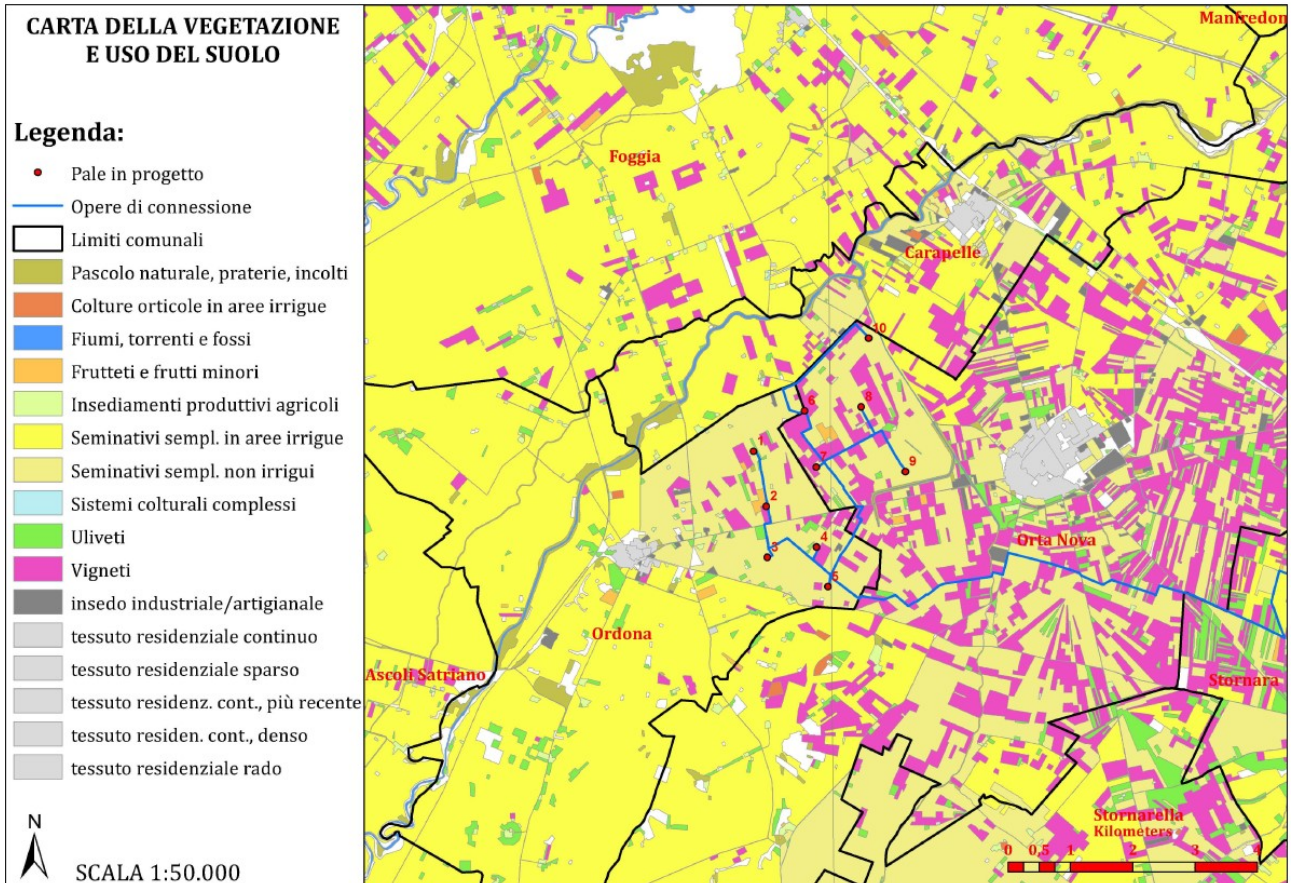 CARTA DELLA VEGETAZIONE
E USO DEL SUOLO
Legenda:
Pale in progetto
Opere di connessione
Limiti comunali
Pascolo naturale, praterie, incolti
Colture orticole in aree irrigue
Fiumi, torrenti e fossi
Frutteti e frutti minori
Insediamenti produttivi agricoli
Seminativi sempl. in aree irrigue
Seminativi sempl. non irrigui
Sistemi colturali complessi
Uliveti
Vigneti
insedo industriale/artigianale
tessuto residenziale continuo
tessuto residenziale sparso
tessuto residenz. cont., più recente
tessuto residen. cont., denso
tessuto residenziale rado
N
SCALA 1:50.000
Manfredon
Foggia
Carapelle
10
6
8
1
7
9
2
4
3
5
Orta Nova
Ordona
Ascoli Satriano
Stornara
Stornarella
Kilometers
0 0,5 1 2 3 4